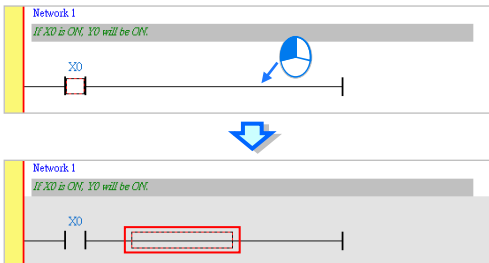 Network 1
If X0 is ON, Y0 will be ON.
X0
Network 1
If X0 is ON, Y0 will be ON.
X0